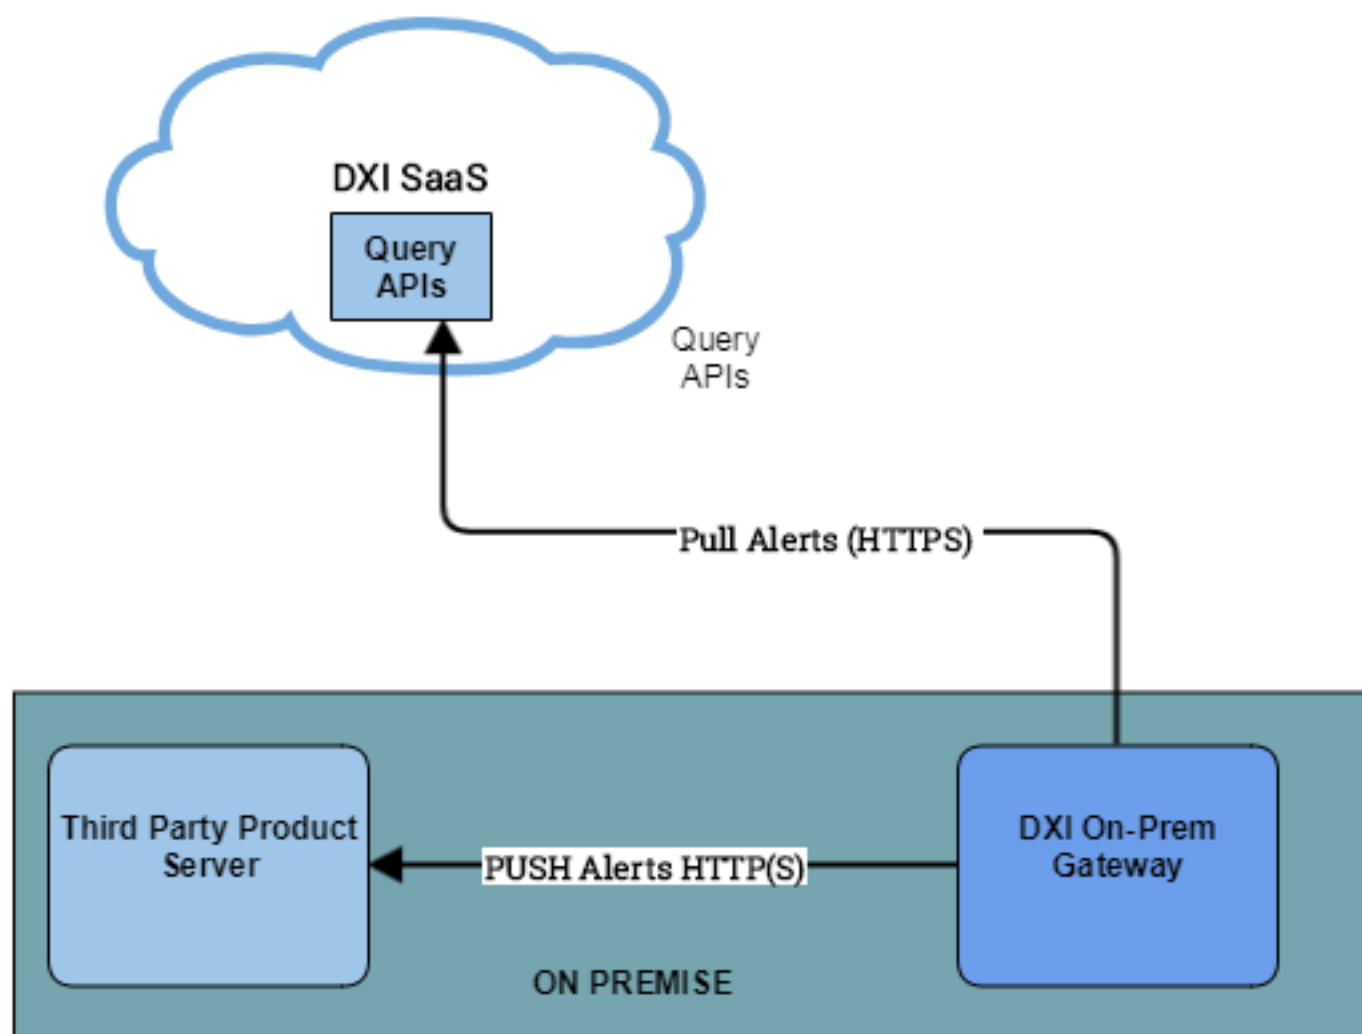 DXI SaaS
Query
APIs
Query
APIs
Pull Alerts (HTTPS)
Third Party Product
Server
PUSH Alerts HTTP(S)
DXI On-Prem
Gateway
ON PREMISE